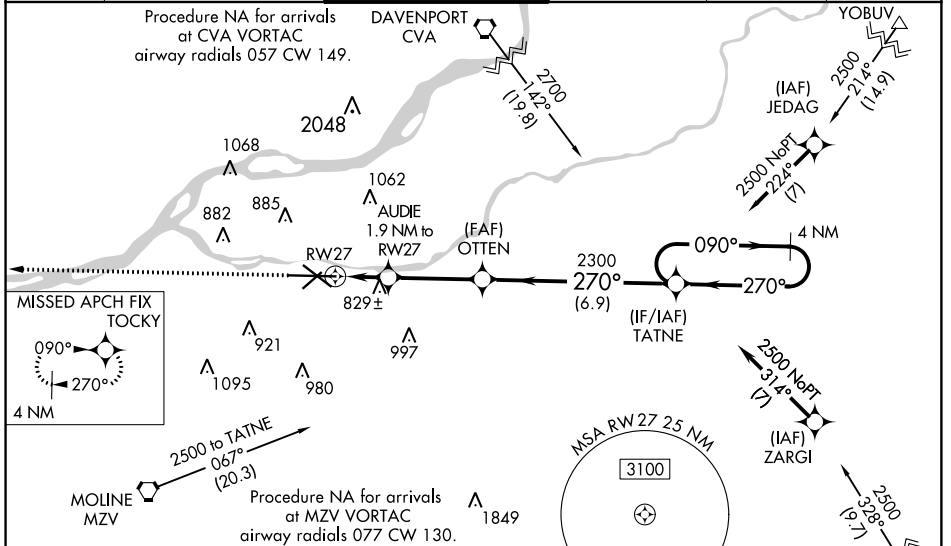 Procedure NA for arrivals
at CVA VORTAC
airway radials 057 CW 149.
DAVENPORT
CVA
YOBUV
2700
142°
(19.8)
2500
214°
(14.9)
(IAF)
JEDAG
2500 NoPT
224°
(7)
2048
1068
1062
882
885
AUDIE
1.9 NM to
RW27
(FAF)
OTTEN
RW27
829±
2300
270°
(6.9)
090°
4 NM
270°
(IF/IAF)
TATNE
MISSED APCH FIX
TOCKY
090°
270°
4 NM
921
997
1095
980
2500 NoPT
314°
(7)
(IAF)
ZARGI
2500 to TATNE
067°
(20.3)
MOLINE
MZV
MSA RW27 25 NM
3100
Procedure NA for arrivals
at MZV VORTAC
airway radials 077 CW 130.
1849
2500
328°
(9.7)